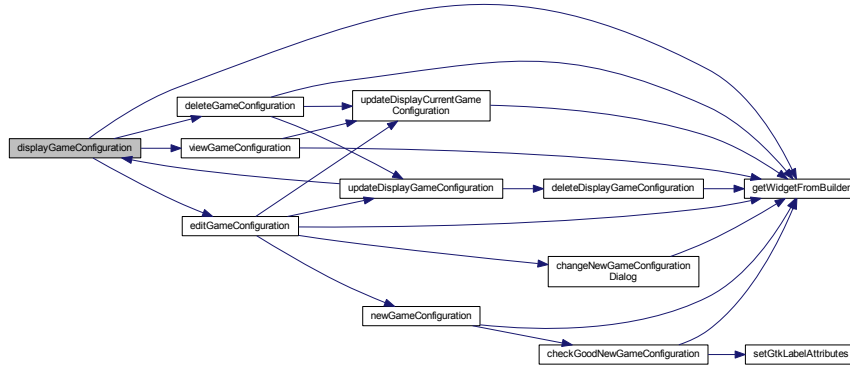 displayGameConfiguration
deleteGameConfiguration
viewGameConfiguration
editGameConfiguration
updateDisplayCurrentGame
Configuration
updateDisplayGameConfiguration
newGameConfiguration
deleteDisplayGameConfiguration
changeNewGameConfiguration
Dialog
checkGoodNewGameConfiguration
getWidgetFromBuilder
setGtkLabelAttributes